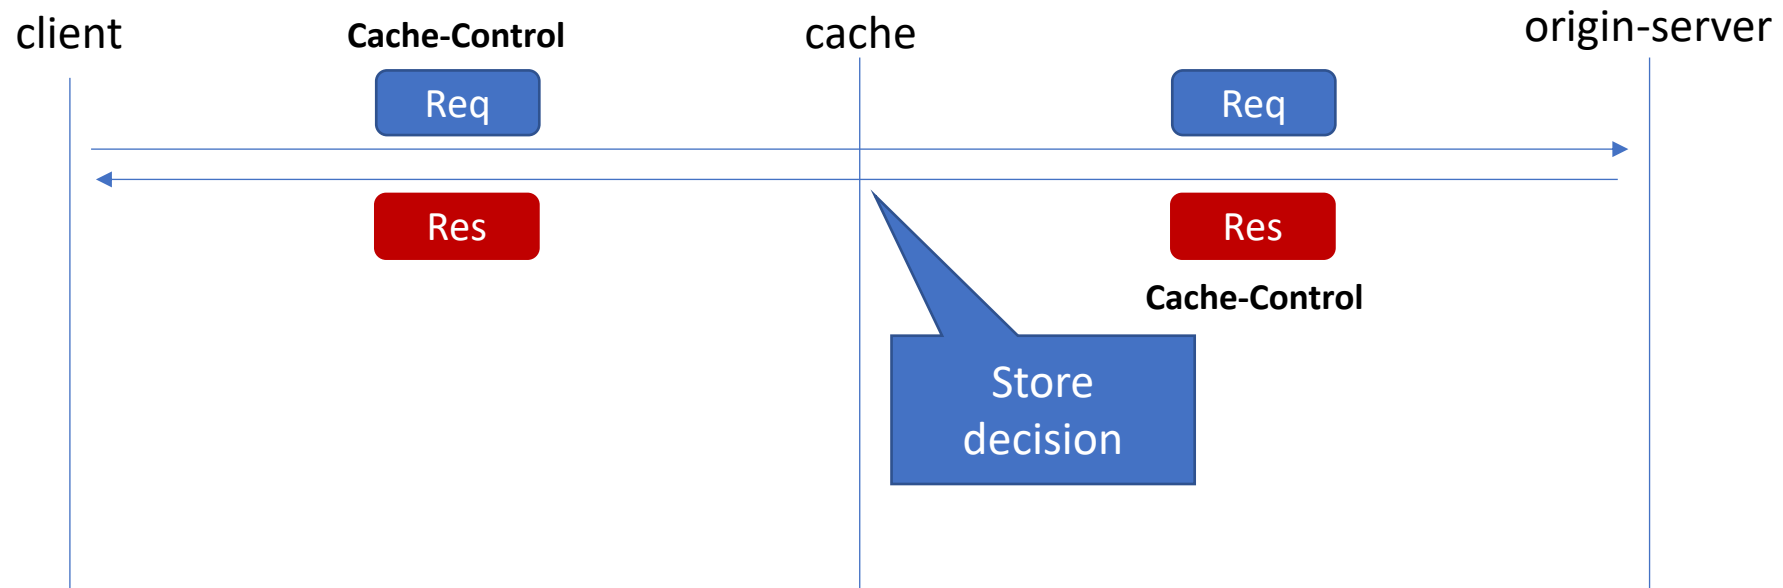 client
Cache-Control
cache
origin-server
Req
Req
Res
Res
Cache-Control
Store
decision